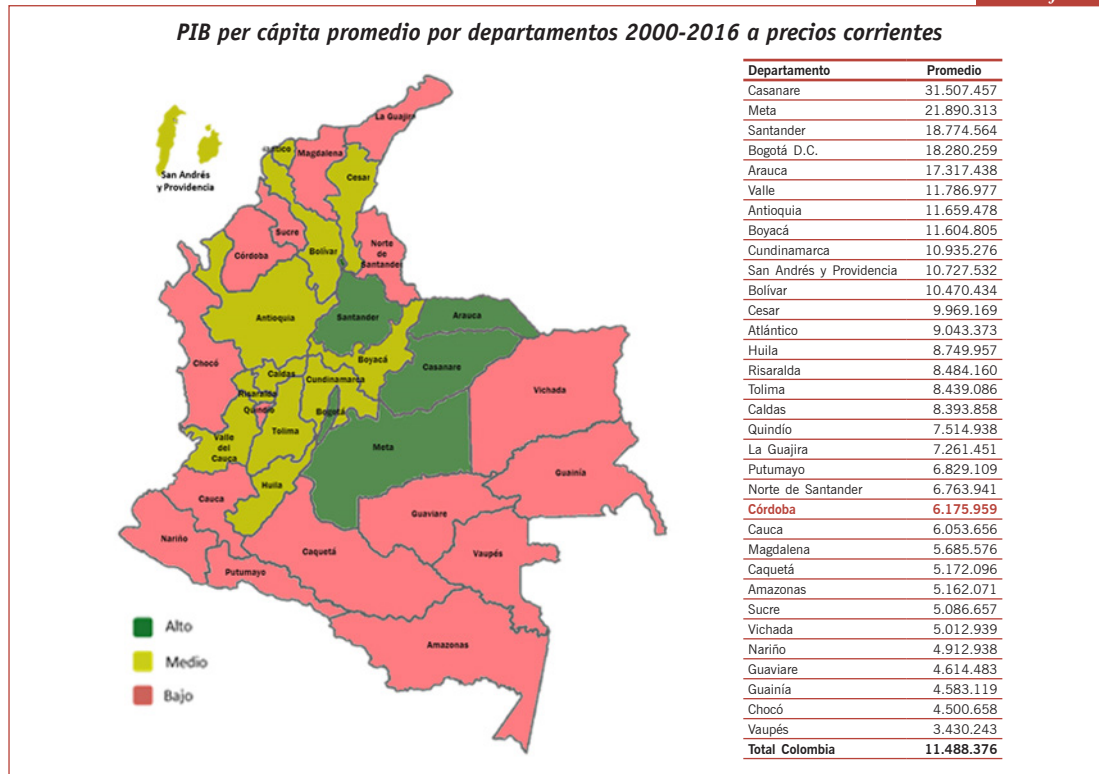 PIB per cápita promedio por departamentos 2000-2016 a precios corrientes
Departamento Promedio
Casanare 31.507.457
Meta 21.890.313
Santander 18.774.564
Bogotá D.C. 18.280.259
Arauca 17.317.438
Valle 11.786.977
Antioquia 11.659.478
Boyacá 11.604.805
Cundinamarca 10.935.276
San Andrés y Providencia 10.727.532
Bolívar 10.470.434
Cesar 9.969.169
Atlántico 9.043.373
Huila 8.749.957
Risaralda 8.484.160
Tolima 8.439.086
Caldas 8.393.858
Quindío 7.514.938
La Guajira 7.261.451
Putumayo 6.829.109
Norte de Santander 6.763.941
Córdoba 6.175.959
Cauca 6.053.656
Magdalena 5.685.576
Caquetá 5.172.096
Amazonas 5.162.071
Sucre 5.086.657
Vichada 5.012.939
Nariño 4.912.938
Guaviare 4.614.483
Guainía 4.583.119
Chocó 4.500.658
Vaupés 3.430.243
Total Colombia 11.488.376
La Guajira
Magdalena
Cesar
San Andrés
y Providencia
Sucre
Córdoba
Bolívar
Norte
de
Santander
Antioquia
Santander
Arauca
Chocó
Boyacá
Casanare
Caldas
Cundinamarca
Risaralda
Quindío
Bogotá
Vichada
Tolima
Valle
del
Cauca
Meta
Guainía
Huila
Cauca
Guaviare
Nariño
Caquetá
Vaupés
Putumayo
Amazonas
Alto
Medio
Bajo